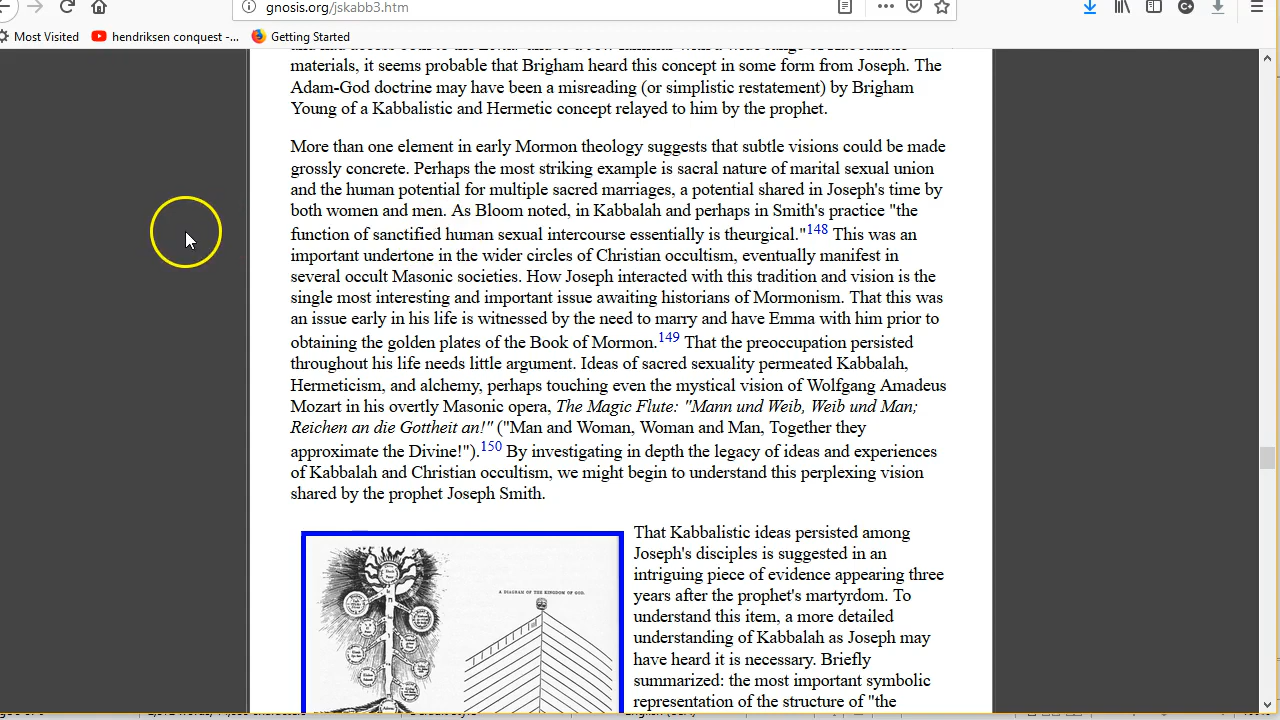 gnosis.org/jskabb3.htm
Most Visited hendriksen conquest -... Getting Started
materials, it seems probable that Brigham heard this concept in some form from Joseph. The
Adam-God doctrine may have been a misreading (or simplistic restatement) by Brigham
Young of a Kabbalistic and Hermetic concept relayed to him by the prophet.
More than one element in early Mormon theology suggests that subtle visions could be made
grossly concrete. Perhaps the most striking example is sacral nature of marital sexual union
and the human potential for multiple sacred marriages, a potential shared in Joseph's time by
both women and men. As Bloom noted, in Kabbalah and perhaps in Smith's practice "the
function of sanctified human sexual intercourse essentially is theurgical."148 This was an
important undertone in the wider circles of Christian occultism, eventually manifest in
several occult Masonic societies. How Joseph interacted with this tradition and vision is the
single most interesting and important issue awaiting historians of Mormonism. That this was
an issue early in his life is witnessed by the need to marry and have Emma with him prior to
obtaining the golden plates of the Book of Mormon.149 That the preoccupation persisted
throughout his life needs little argument. Ideas of sacred sexuality permeated Kabbalah,
Hermeticism, and alchemy, perhaps touching even the mystical vision of Wolfgang Amadeus
Mozart in his overtly Masonic opera, The Magic Flute: "Mann und Weib, Weib und Man;
Reichen an die Gottheit an!" ("Man and Woman, Woman and Man, Together they
approximate the Divine!").150 By investigating in depth the legacy of ideas and experiences
of Kabbalah and Christian occultism, we might begin to understand this perplexing vision
shared by the prophet Joseph Smith.
A DIAGRAM OF THE KINGDOM OF GOD.
That Kabbalistic ideas persisted among
Joseph's disciples is suggested in an
intriguing piece of evidence appearing three
years after the prophet's martyrdom. To
understand this item, a more detailed
understanding of Kabbalah as Joseph may
have heard it is necessary. Briefly
summarized: the most important symbolic
representation of the structure of "the